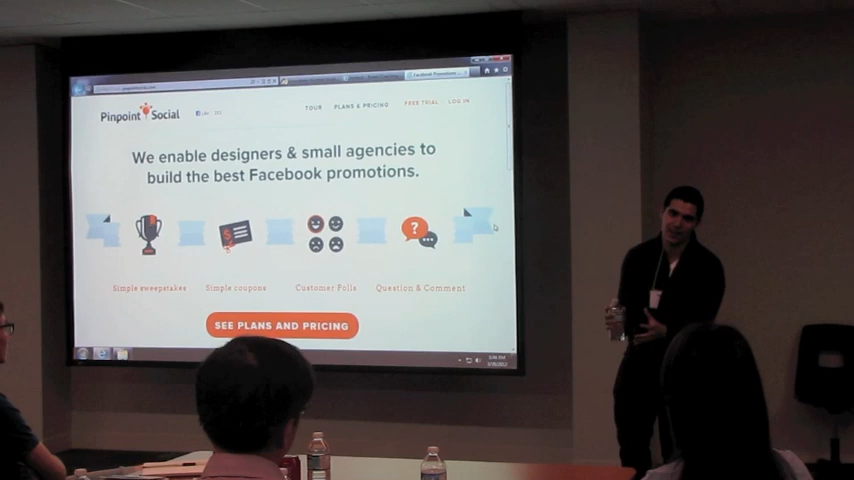 Pinpoint Social
Like
TOUR PLANS & PRICING FREE TRIAL LOG IN
We enable designers & small agencies to
build the best Facebook promotions.
Simple sweepstakes Simple coupons Customer Polls Question & Comment
SEE PLANS AND PRICING